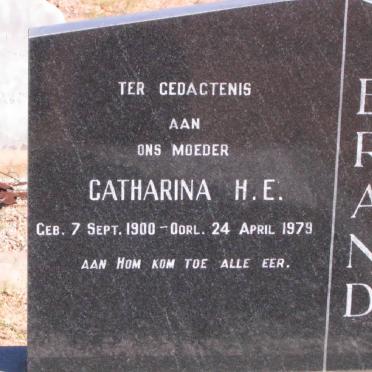 TER GEDACTENIS
AAN
ONS MOEDER
CATHARINA H.E.
GEB. 7 SEPT. 1900 - OORL. 24 APRIL 1979
AAN HOM KOM TOE ALLE EER.
B
R
A
N
D